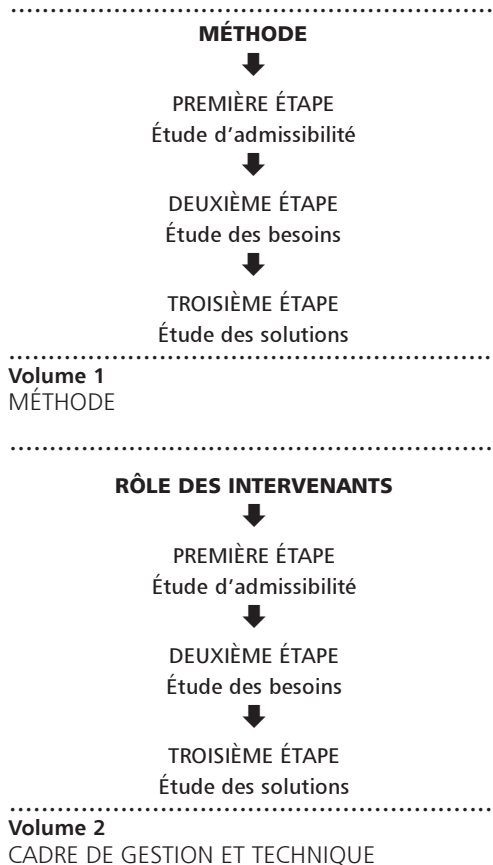 MÉTHODE
PREMIÈRE ÉTAPE
Étude d'admissibilité
DEUXIÈME ÉTAPE
Étude des besoins
TROISIÈME ÉTAPE
Étude des solutions
Volume 1
MÉTHODE
RÔLE DES INTERVENANTS
PREMIÈRE ÉTAPE
Étude d'admissibilité
DEUXIÈME ÉTAPE
Étude des besoins
TROISIÈME ÉTAPE
Étude des solutions
Volume 2
CADRE DE GESTION ET TECHNIQUE